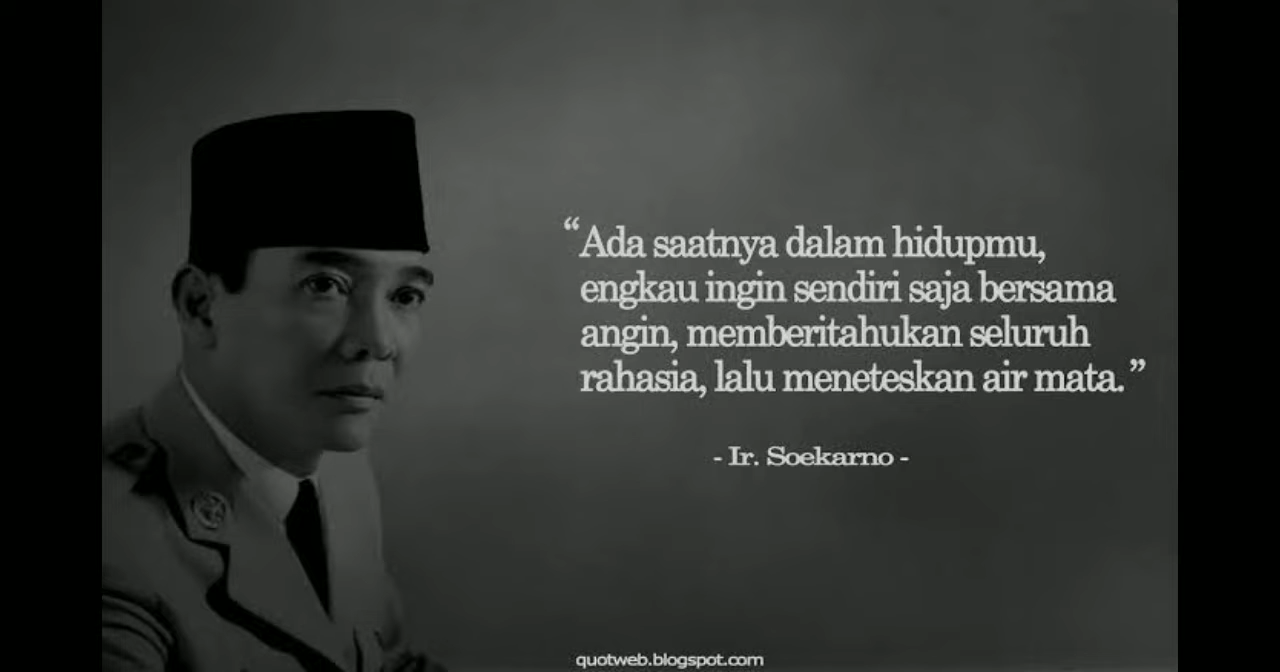 “Ada saatnya dalam hidupmu,
engkau ingin sendiri saja bersama
angin, memberitahukan seluruh
rahasia, lalu meneteskan air mata.”
- Ir. Soekarno -
quotweb.blogspot.com